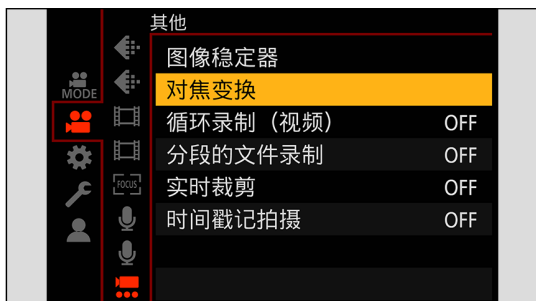 其他
图像稳定器
MODE
对焦变换
循环录制（视频） OFF
分段的文件录制 OFF
FOCUS
实时裁剪 OFF
时间戳记拍摄 OFF